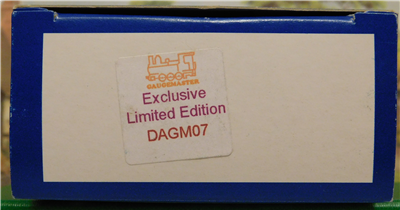 GAUGEMASTER
Exclusive
Limited Edition
DAGM07